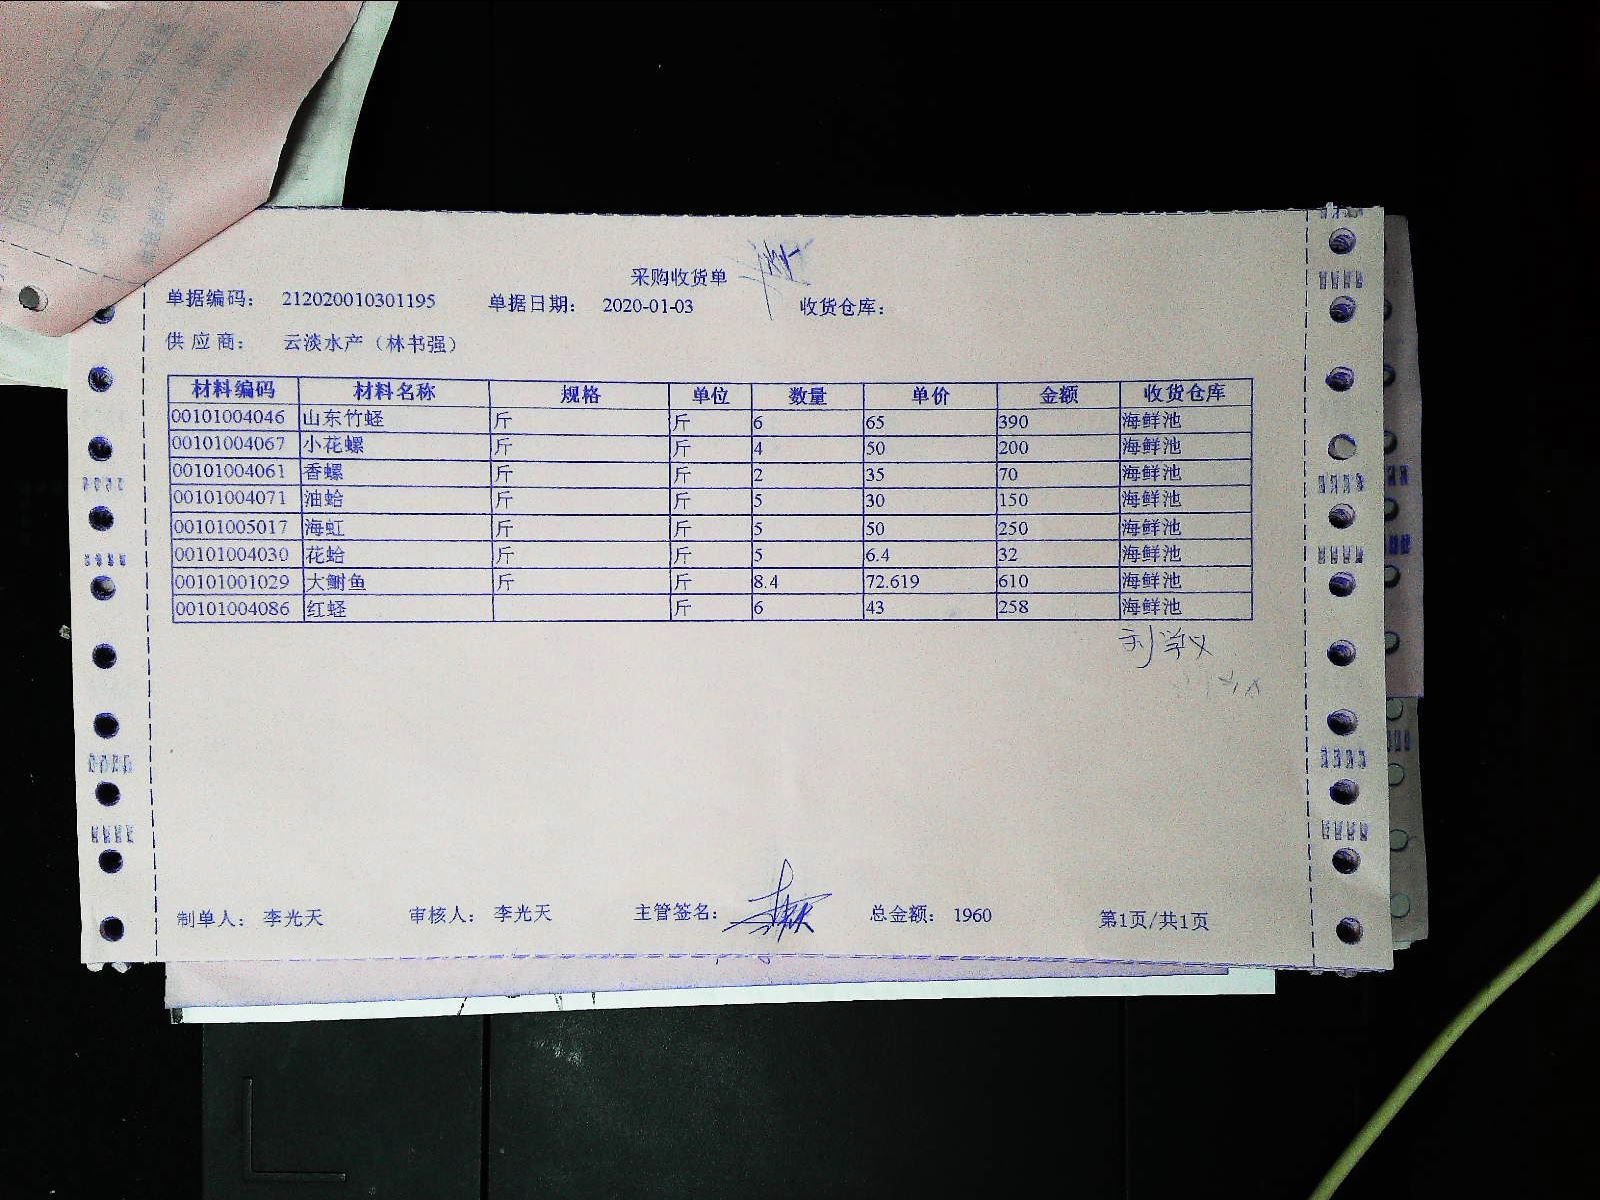 采购收货单
单据编码： 212020010301195 单据日期： 2020-01-03 收货仓库：
供应商： 云淡水产（林书强）
材料编码 材料名称 规格 单位 数量 单价 金额 收货仓库
00101004046 山东竹蛏 斤 斤 6 65 390 海鲜池
00101004067 小花螺 斤 斤 4 50 200 海鲜池
00101004061 香螺 斤 斤 2 35 70 海鲜池
00101004071 油蛤 斤 斤 5 30 150 海鲜池
00101005017 海虹 斤 斤 5 50 250 海鲜池
00101004030 花蛤 斤 斤 5 6.4 32 海鲜池
00101001029 大鲋鱼 斤 斤 8.4 72.619 610 海鲜池
00101004086 红蛏 斤 6 43 258 海鲜池
制单人： 李光天 审核人： 李光天 主管签名： 总金额： 1960 第1页/共1页